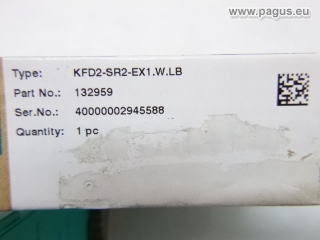 www.pagus.eu
Type: KFD2-SR2-EX1.W.LB
Part No.: 132959
Ser.No.: 40000002945588
Quantity: 1 pc